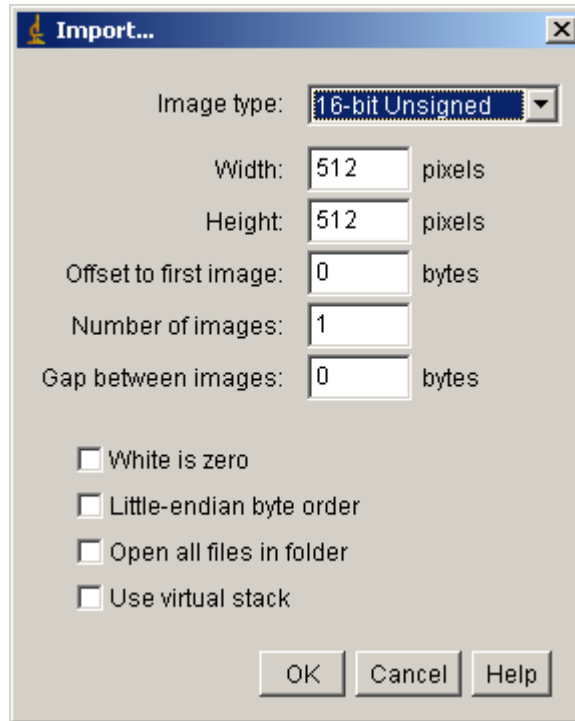 Import...
Image type: 16-bit Unsigned
Width: 512 pixels
Height: 512 pixels
Offset to first image: 0 bytes
Number of images: 1
Gap between images: 0 bytes
White is zero
Little-endian byte order
Open all files in folder
Use virtual stack
OK Cancel Help